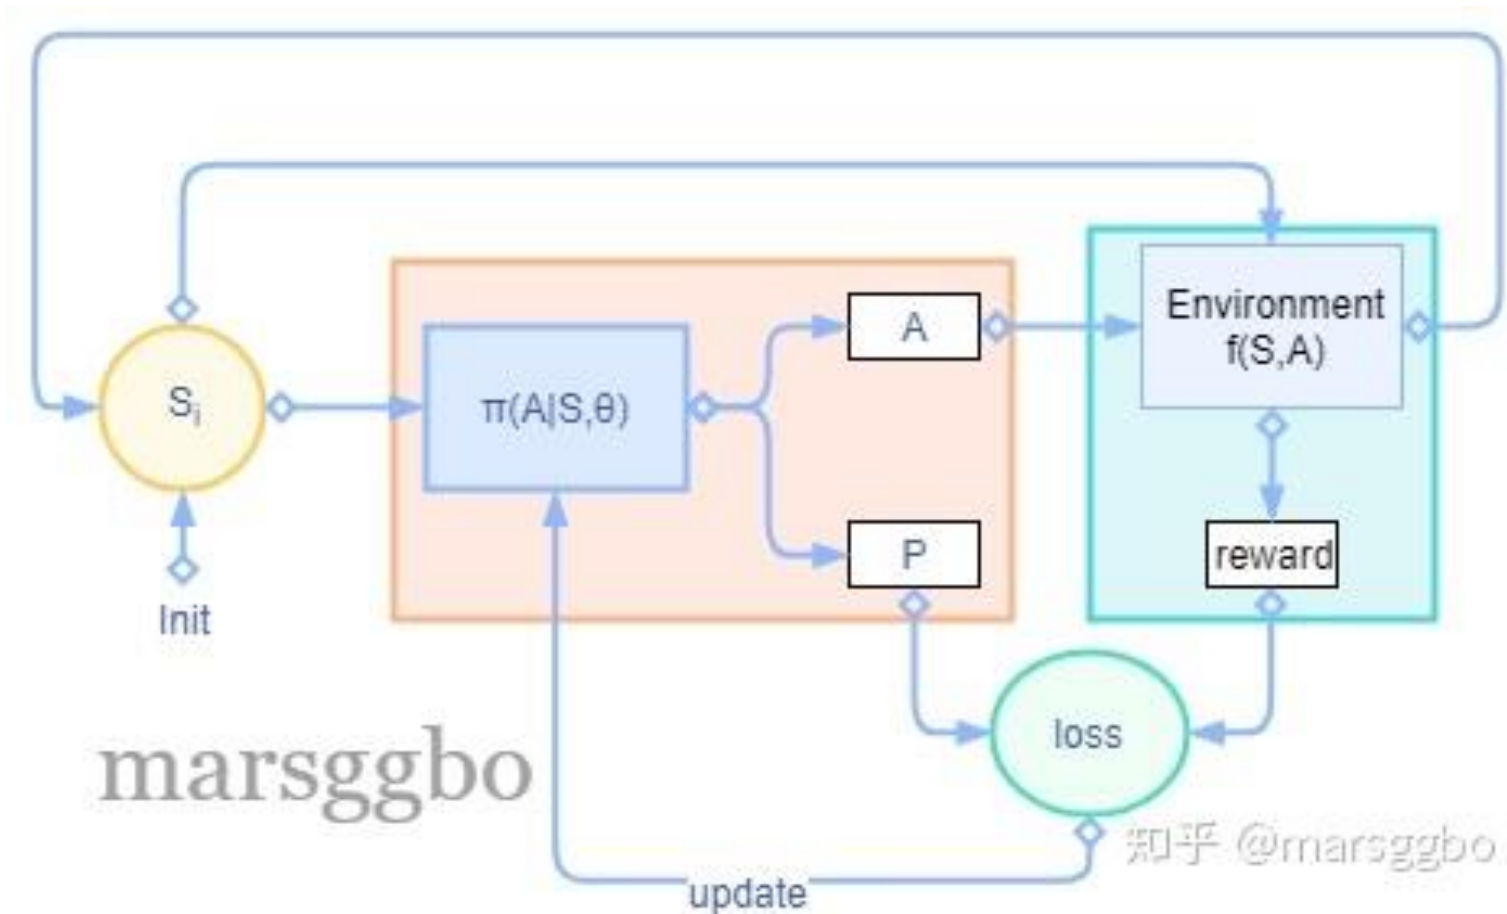 Environment
f(S,A)
A
Sᵢ
π(A|S,θ)
P
reward
Init
loss
marsggbo
知乎 @marsggbo
update